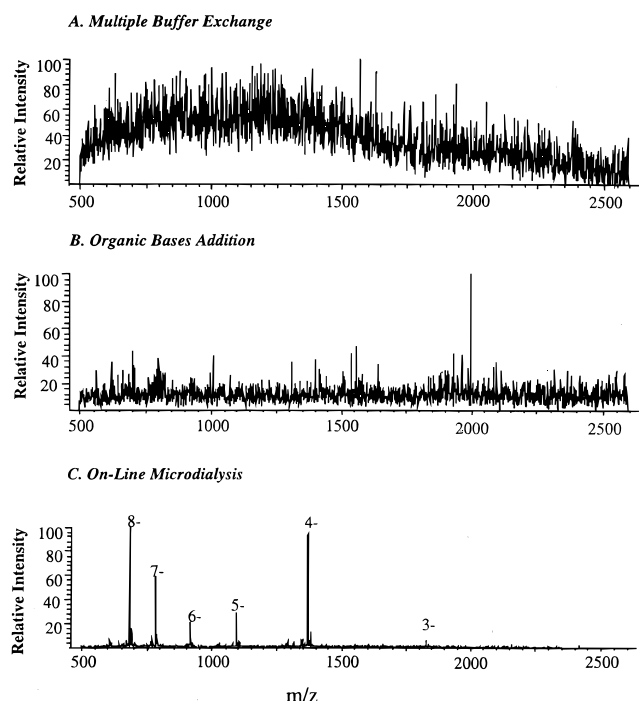 A. Multiple Buffer Exchange
Relative Intensity
100
80
60
40
20
500 1000 1500 2000 2500
B. Organic Bases Addition
Relative Intensity
100
80
60
40
20
500 1000 1500 2000 2500
C. On-Line Microdialysis
Relative Intensity
100
80
60
40
20
8-
7-
6-
5-
4-
3-
500 1000 1500 2000 2500
m/z